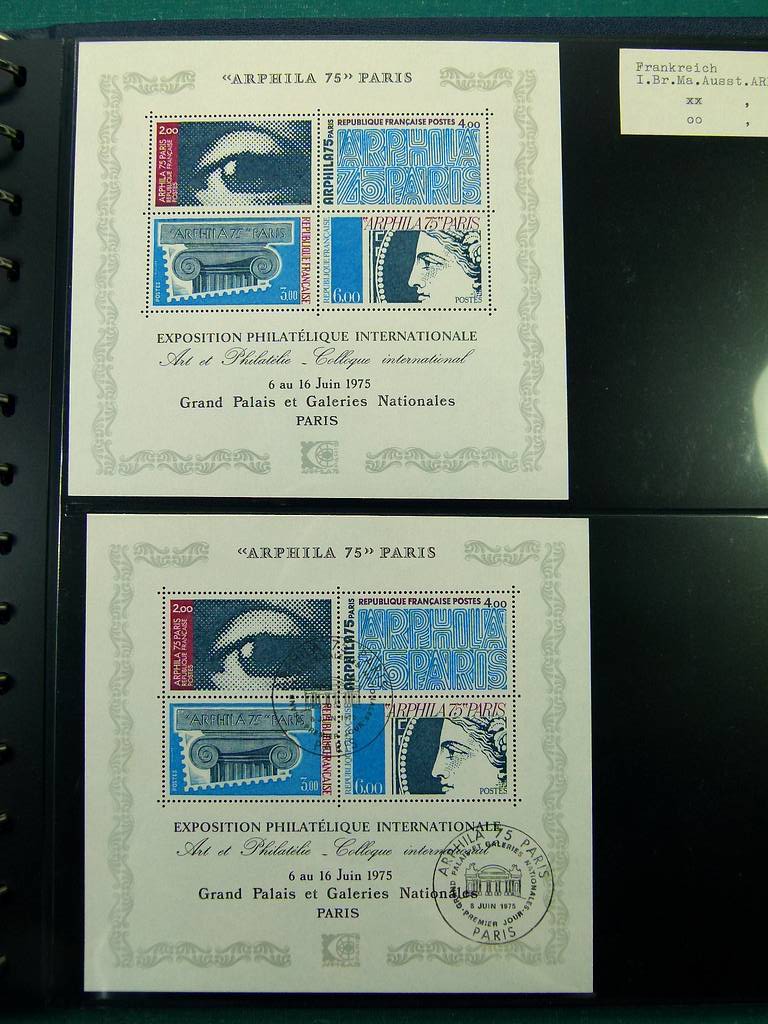 Frankreich
I.Br.Ma.Ausst.AR
xx ,
oo ,
«ARPHILA 75» PARIS
2.00
ARPHILA 75 PARIS
REPUBLIQUE FRANÇAISE
POSTES
REPUBLIQUE FRANÇAISE POSTES 4.00
ARPHILA 75 PARIS
ARPHILA
75 PARIS
"ARPHILA 75" PARIS
POSTES
3.00
REPUBLIQUE FRANÇAISE
REPUBLIQUE FRANÇAISE
6.00
"ARPHILA 75" PARIS
POSTES
EXPOSITION PHILATÉLIQUE INTERNATIONALE
Art et Philatélie _ Colloque international
6 au 16 Juin 1975
Grand Palais et Galeries Nationales
PARIS
«ARPHILA 75» PARIS
2.00
ARPHILA 75 PARIS
REPUBLIQUE FRANÇAISE
POSTES
REPUBLIQUE FRANÇAISE POSTES 4.00
ARPHILA 75 PARIS
ARPHILA
75 PARIS
"ARPHILA 75" PARIS
POSTES
3.00
REPUBLIQUE FRANÇAISE
REPUBLIQUE FRANÇAISE
6.00
"ARPHILA 75" PARIS
POSTES
EXPOSITION PHILATÉLIQUE INTERNATIONALE
Art et Philatélie _ Colloque international
6 au 16 Juin 1975
Grand Palais et Galeries Nationales
PARIS
ARPHILA 75 PARIS
GRAND PALAIS ET GALERIES NATIONALES
6 JUIN 1975
PREMIER JOUR
PARIS